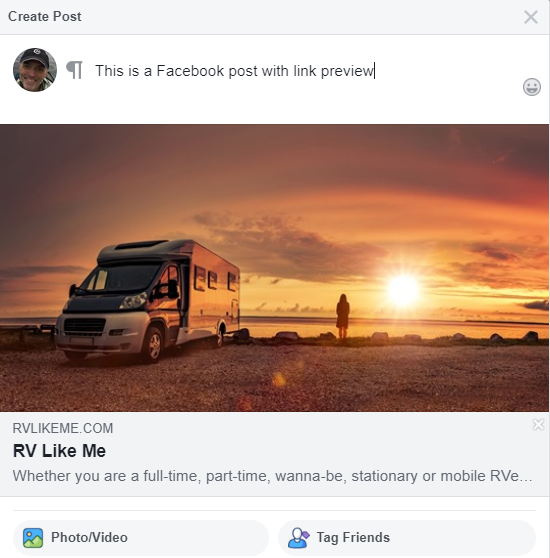 Create Post
This is a Facebook post with link preview
RVLIKEME.COM
RV Like Me
Whether you are a full-time, part-time, wanna-be, stationary or mobile RVe...
Photo/Video
Tag Friends